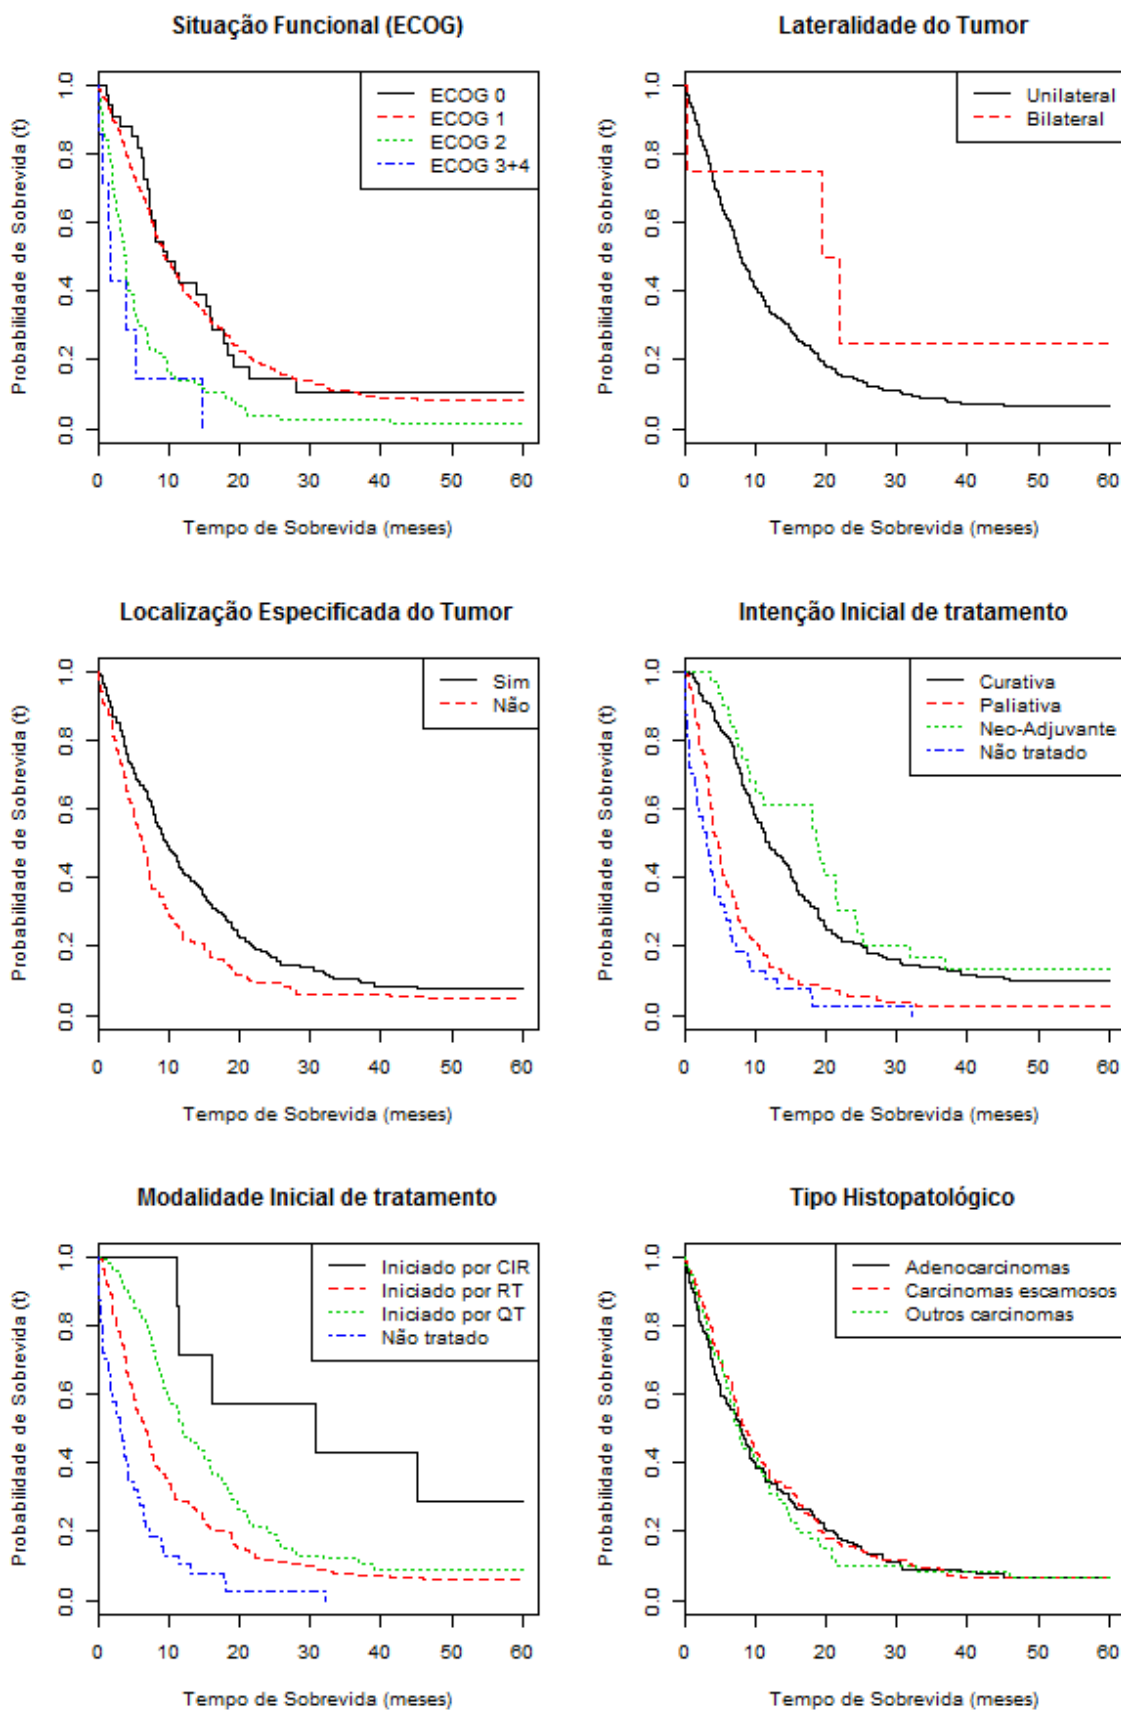 Situação Funcional (ECOG)
Probabilidade de Sobrevida (t)
1.0
0.8
0.6
0.4
0.2
0.0
ECOG 0
ECOG 1
ECOG 2
ECOG 3+4
0 10 20 30 40 50 60
Tempo de Sobrevida (meses)
Lateralidade do Tumor
Probabilidade de Sobrevida (t)
1.0
0.8
0.6
0.4
0.2
0.0
Unilateral
Bilateral
0 10 20 30 40 50 60
Tempo de Sobrevida (meses)
Localização Especificada do Tumor
Probabilidade de Sobrevida (t)
1.0
0.8
0.6
0.4
0.2
0.0
Sim
Não
0 10 20 30 40 50 60
Tempo de Sobrevida (meses)
Intenção Inicial de tratamento
Probabilidade de Sobrevida (t)
1.0
0.8
0.6
0.4
0.2
0.0
Curativa
Paliativa
Neo-Adjuvante
Não tratado
0 10 20 30 40 50 60
Tempo de Sobrevida (meses)
Modalidade Inicial de tratamento
Probabilidade de Sobrevida (t)
1.0
0.8
0.6
0.4
0.2
0.0
Iniciado por CIR
Iniciado por RT
Iniciado por QT
Não tratado
0 10 20 30 40 50 60
Tempo de Sobrevida (meses)
Tipo Histopatológico
Probabilidade de Sobrevida (t)
1.0
0.8
0.6
0.4
0.2
0.0
Adenocarcinomas
Carcinomas escamosos
Outros carcinomas
0 10 20 30 40 50 60
Tempo de Sobrevida (meses)